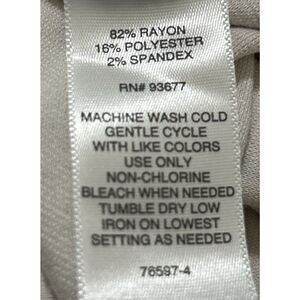 82% RAYON
16% POLYESTER
2% SPANDEX
RN# 93677
MACHINE WASH COLD
GENTLE CYCLE
WITH LIKE COLORS
USE ONLY
NON-CHLORINE
BLEACH WHEN NEEDED
TUMBLE DRY LOW
IRON ON LOWEST
SETTING AS NEEDED
76597-4